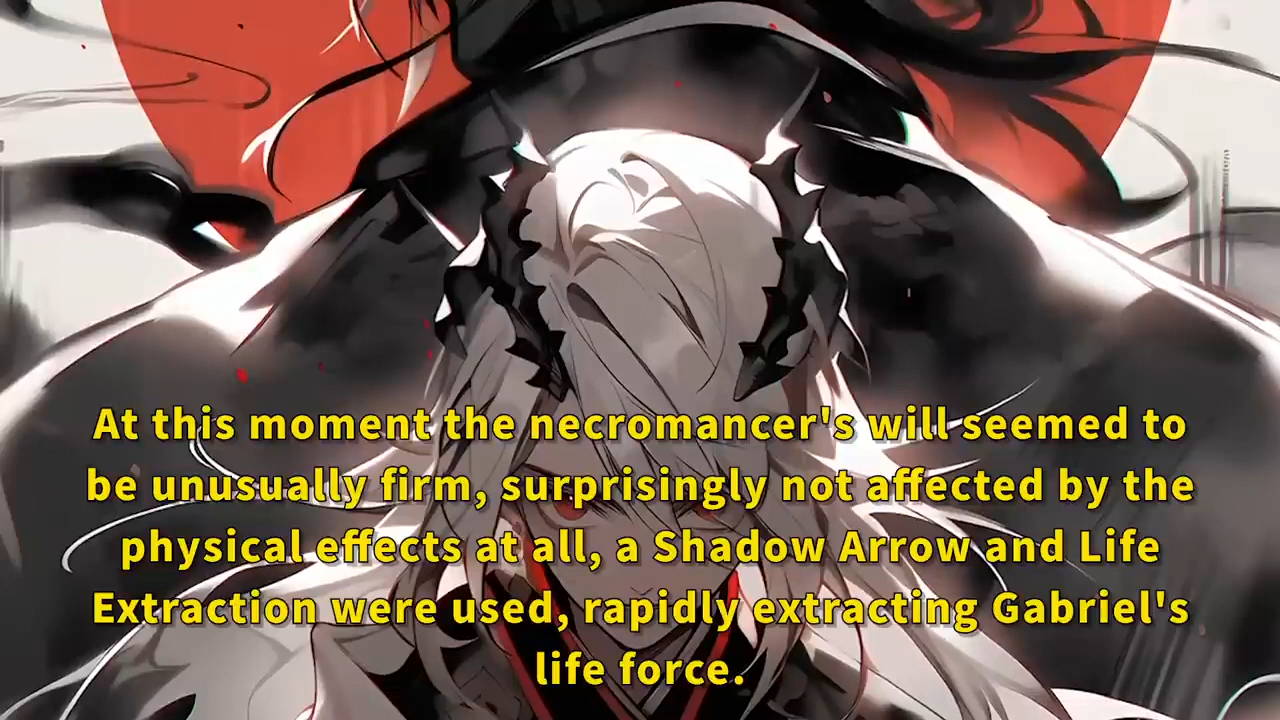 At this moment the necromancer's will seemed to
be unusually firm, surprisingly not affected by the
physical effects at all, a Shadow Arrow and Life
Extraction were used, rapidly extracting Gabriel's
life force.